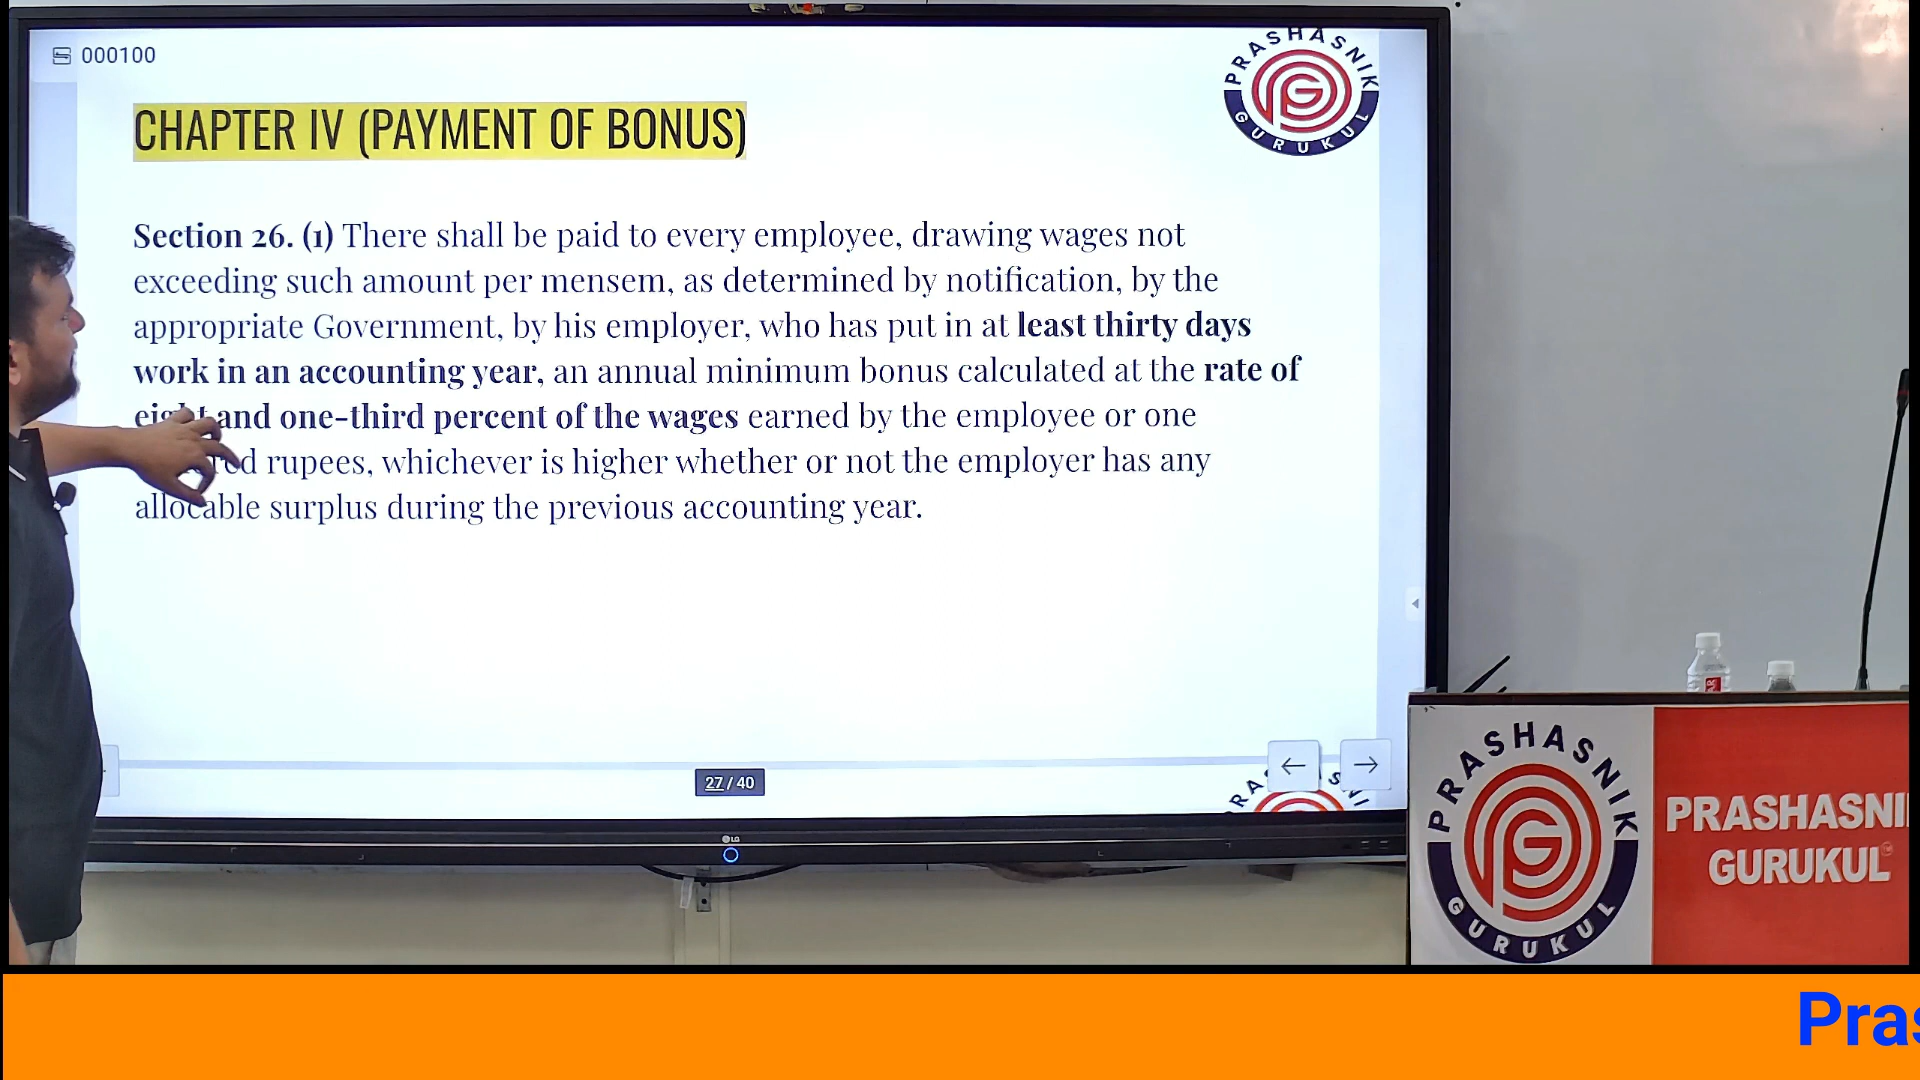 000100
PRASHASNIK
GURUKUL
CHAPTER IV (PAYMENT OF BONUS)
Section 26. (1) There shall be paid to every employee, drawing wages not
exceeding such amount per mensem, as determined by notification, by the
appropriate Government, by his employer, who has put in at least thirty days
work in an accounting year, an annual minimum bonus calculated at the rate of
and one-third percent of the wages earned by the employee or one
rupees, whichever is higher whether or not the employer has any
allocable surplus during the previous accounting year.
27 / 40
LG
PRASHASNIK
GURUKUL
PRASHASNI
GURUKUL
Pras